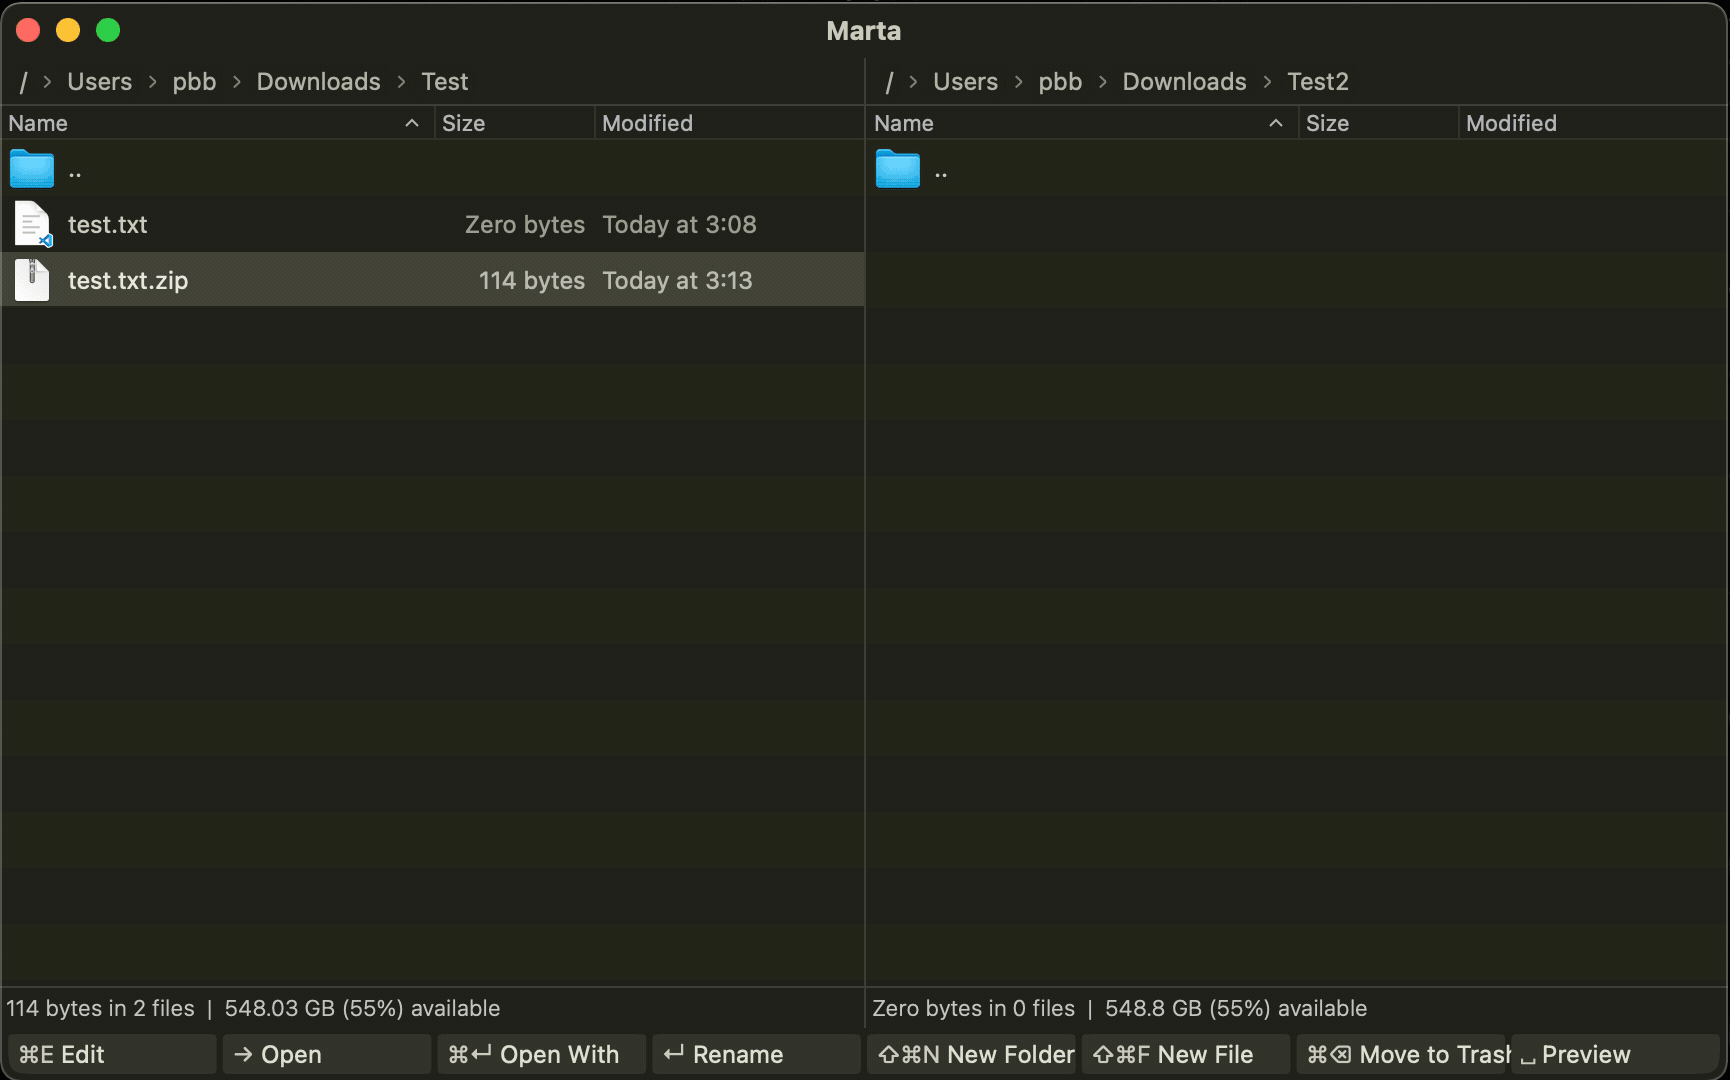 Marta
/ > Users > pbb > Downloads > Test
/ > Users > pbb > Downloads > Test2
Name Size Modified
Name Size Modified
..
..
test.txt Zero bytes Today at 3:08
test.txt.zip 114 bytes Today at 3:13
114 bytes in 2 files | 548.03 GB (55%) available
Zero bytes in 0 files | 548.8 GB (55%) available
⌘E Edit → Open ⌘↵ Open With ↵ Rename ⇧⌘N New Folder ⇧⌘F New File ⌘⌫ Move to Trash ⎵ Preview